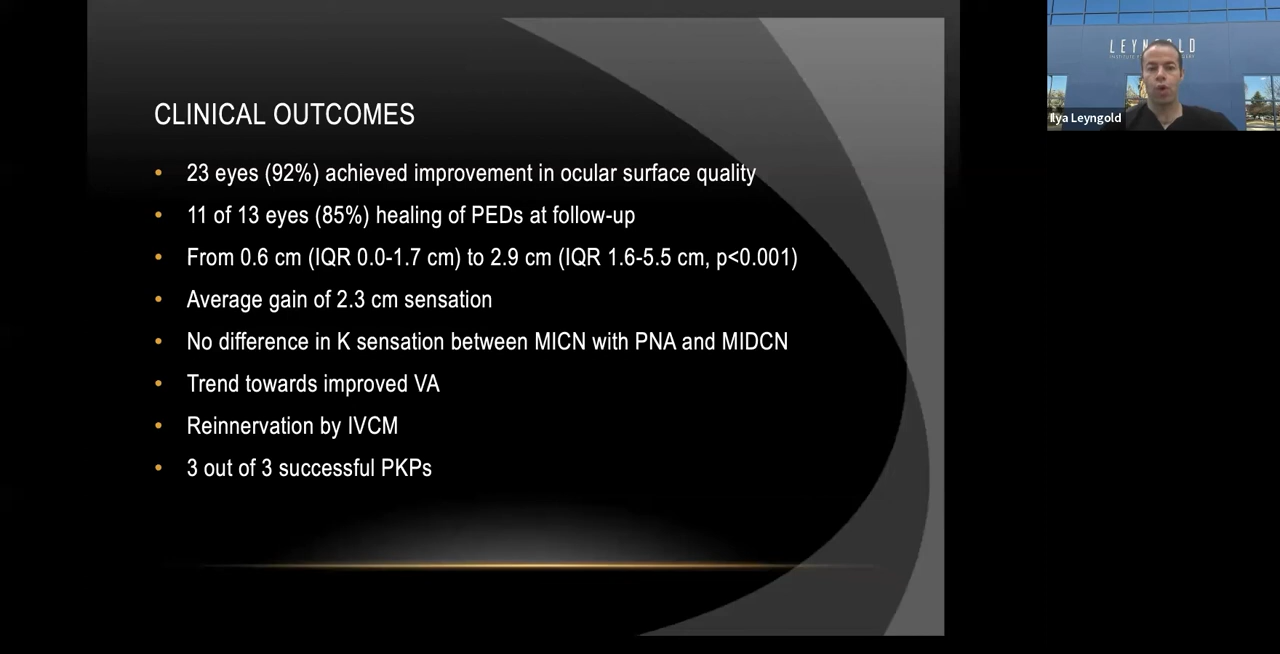 CLINICAL OUTCOMES
• 23 eyes (92%) achieved improvement in ocular surface quality
• 11 of 13 eyes (85%) healing of PEDs at follow-up
• From 0.6 cm (IQR 0.0-1.7 cm) to 2.9 cm (IQR 1.6-5.5 cm, p<0.001)
• Average gain of 2.3 cm sensation
• No difference in K sensation between MICN with PNA and MIDCN
• Trend towards improved VA
• Reinnervation by IVCM
• 3 out of 3 successful PKPs
LEYNGOLD
Ilya Leyngold